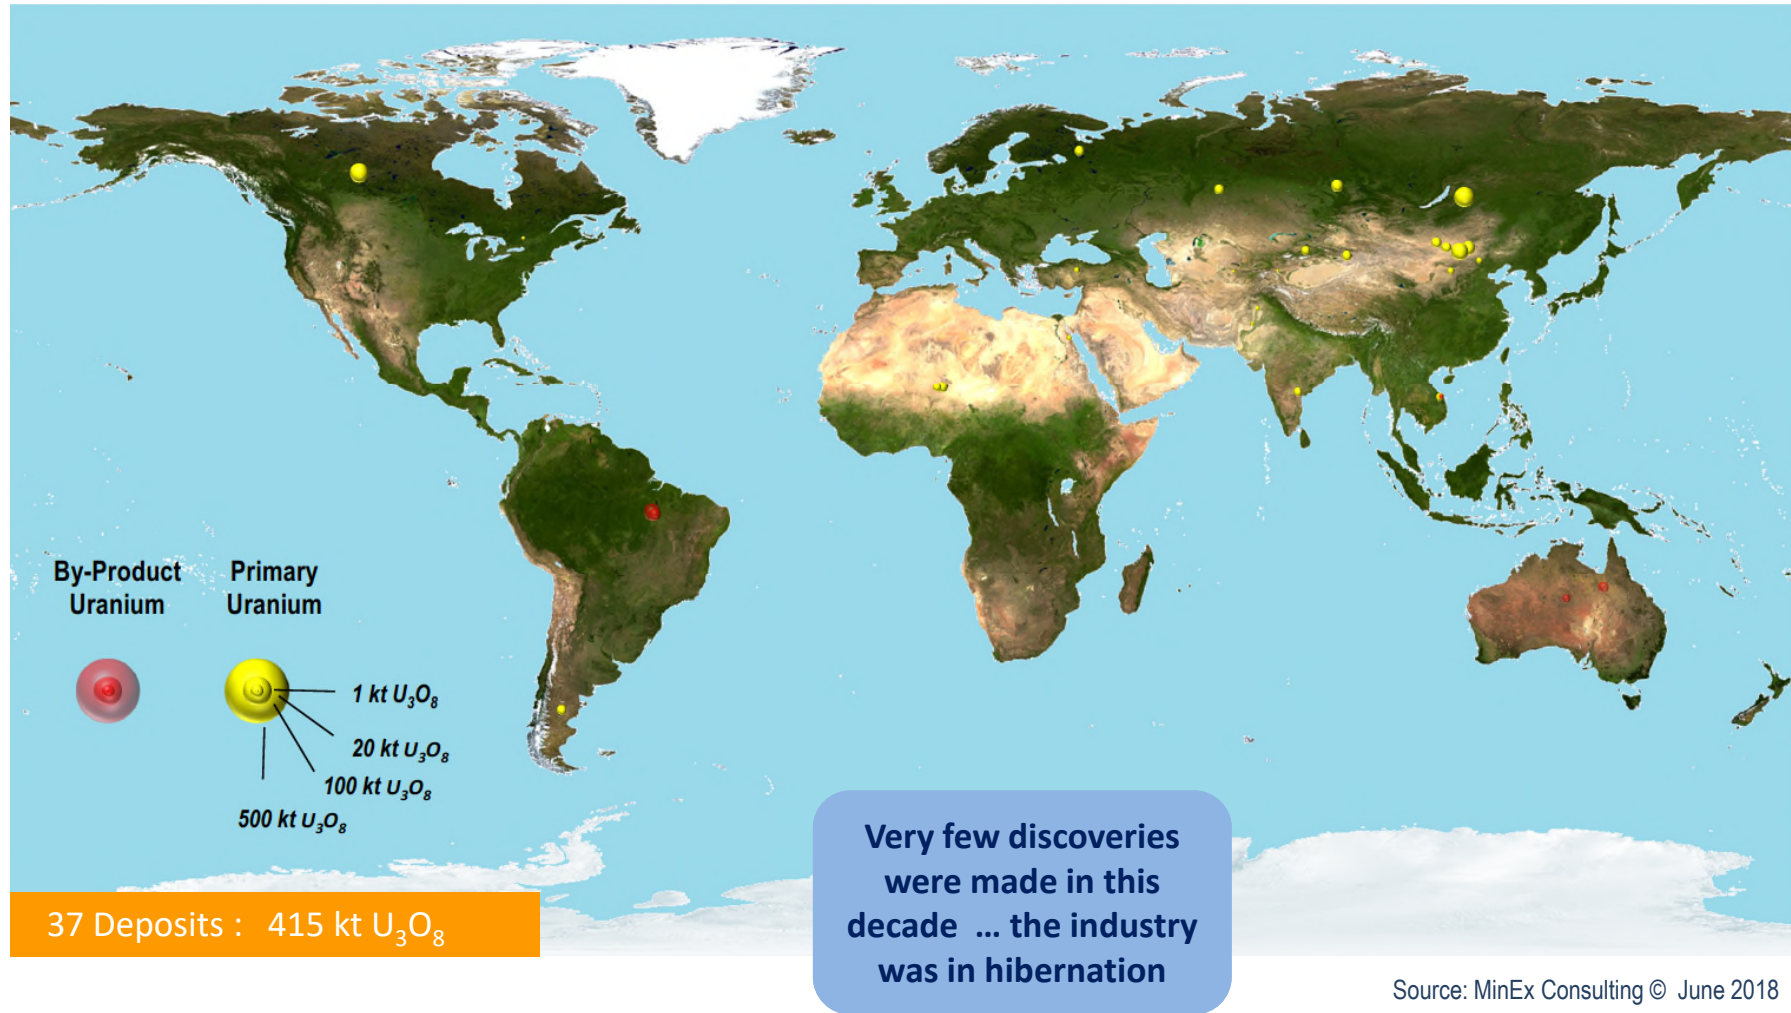 By-Product
Uranium
Primary
Uranium
1 kt U₃O₈
20 kt U₃O₈
100 kt U₃O₈
500 kt U₃O₈
Very few discoveries
were made in this
decade ... the industry
was in hibernation
37 Deposits : 415 kt U₃O₈
Source: MinEx Consulting © June 2018